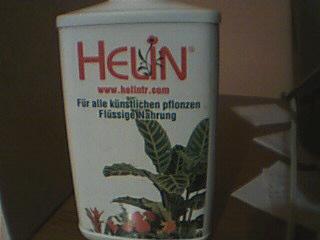 HELIN®
www.helintr.com
Für alle künstlichen pflonzen
Flüssige Nahrung